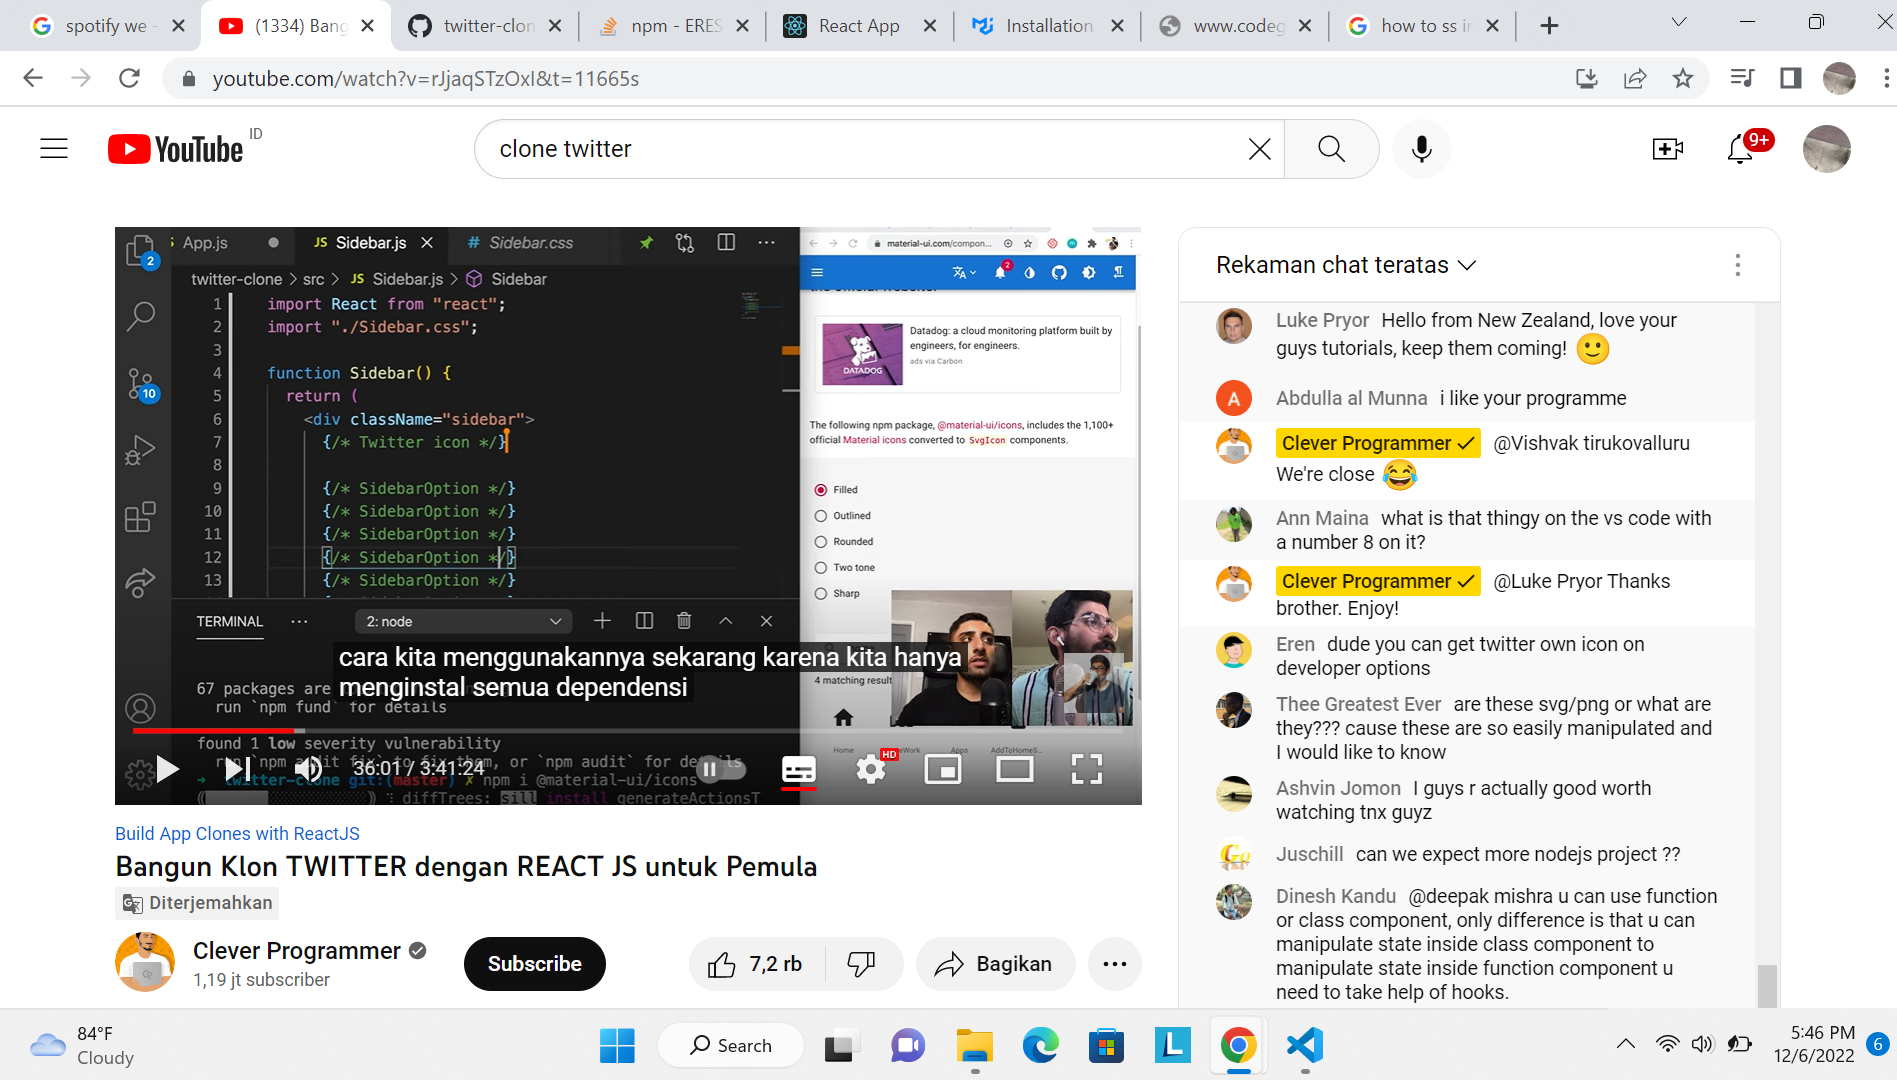 spotify we -
(1334) Bang
twitter-clon
npm - ERES
React App
Installation
www.codeg
how to ss in
youtube.com/watch?v=rJjaqSTzOxI&t=11665s
YouTube ID
clone twitter
9+
App.js
JS Sidebar.js
# Sidebar.css
2
twitter-clone > src > JS Sidebar.js > Sidebar
1 import React from "react";
2 import "./Sidebar.css";
3
4 function Sidebar() {
5 return (
6 <div className="sidebar">
7 {/* Twitter icon */}
8
9 {/* SidebarOption */}
10 {/* SidebarOption */}
11 {/* SidebarOption */}
12 {/* SidebarOption */}
13 {/* SidebarOption */}
10
TERMINAL
2: node
67 packages are
run `npm fund` for details
found 1 low severity vulnerability
run `npm audit fix` to fix them, or `npm audit` for details
twitter-clone git:(master) ✗ npm i @material-ui/icons
diffTrees: sill install generateActionsT
cara kita menggunakannya sekarang karena kita hanya
menginstal semua dependensi
36:01 / 3:41:24
HD
material-ui.com/compon...
2
the official website.
Datadog: a cloud monitoring platform built by
engineers, for engineers.
ads via Carbon
DATADOG
The following npm package, @material-ui/icons, includes the 1,100+
official Material icons converted to SvgIcon components.
Filled
Outlined
Rounded
Two tone
Sharp
4 matching result
Home
Apps
AddToHomeS...
Build App Clones with ReactJS
Bangun Klon TWITTER dengan REACT JS untuk Pemula
Diterjemahkan
Clever Programmer
1,19 jt subscriber
Subscribe
7,2 rb
Bagikan
Rekaman chat teratas
Luke Pryor Hello from New Zealand, love your
guys tutorials, keep them coming!
A
Abdulla al Munna i like your programme
Clever Programmer @Vishvak tirukovalluru
We're close
Ann Maina what is that thingy on the vs code with
a number 8 on it?
Clever Programmer @Luke Pryor Thanks
brother. Enjoy!
Eren dude you can get twitter own icon on
developer options
Thee Greatest Ever are these svg/png or what are
they??? cause these are so easily manipulated and
I would like to know
Ashvin Jomon I guys r actually good worth
watching tnx guyz
Go
Juschill can we expect more nodejs project ??
Dinesh Kandu @deepak mishra u can use function
or class component, only difference is that u can
manipulate state inside class component to
manipulate state inside function component u
need to take help of hooks.
84°F
Cloudy
Search
L
5:46 PM
12/6/2022
6